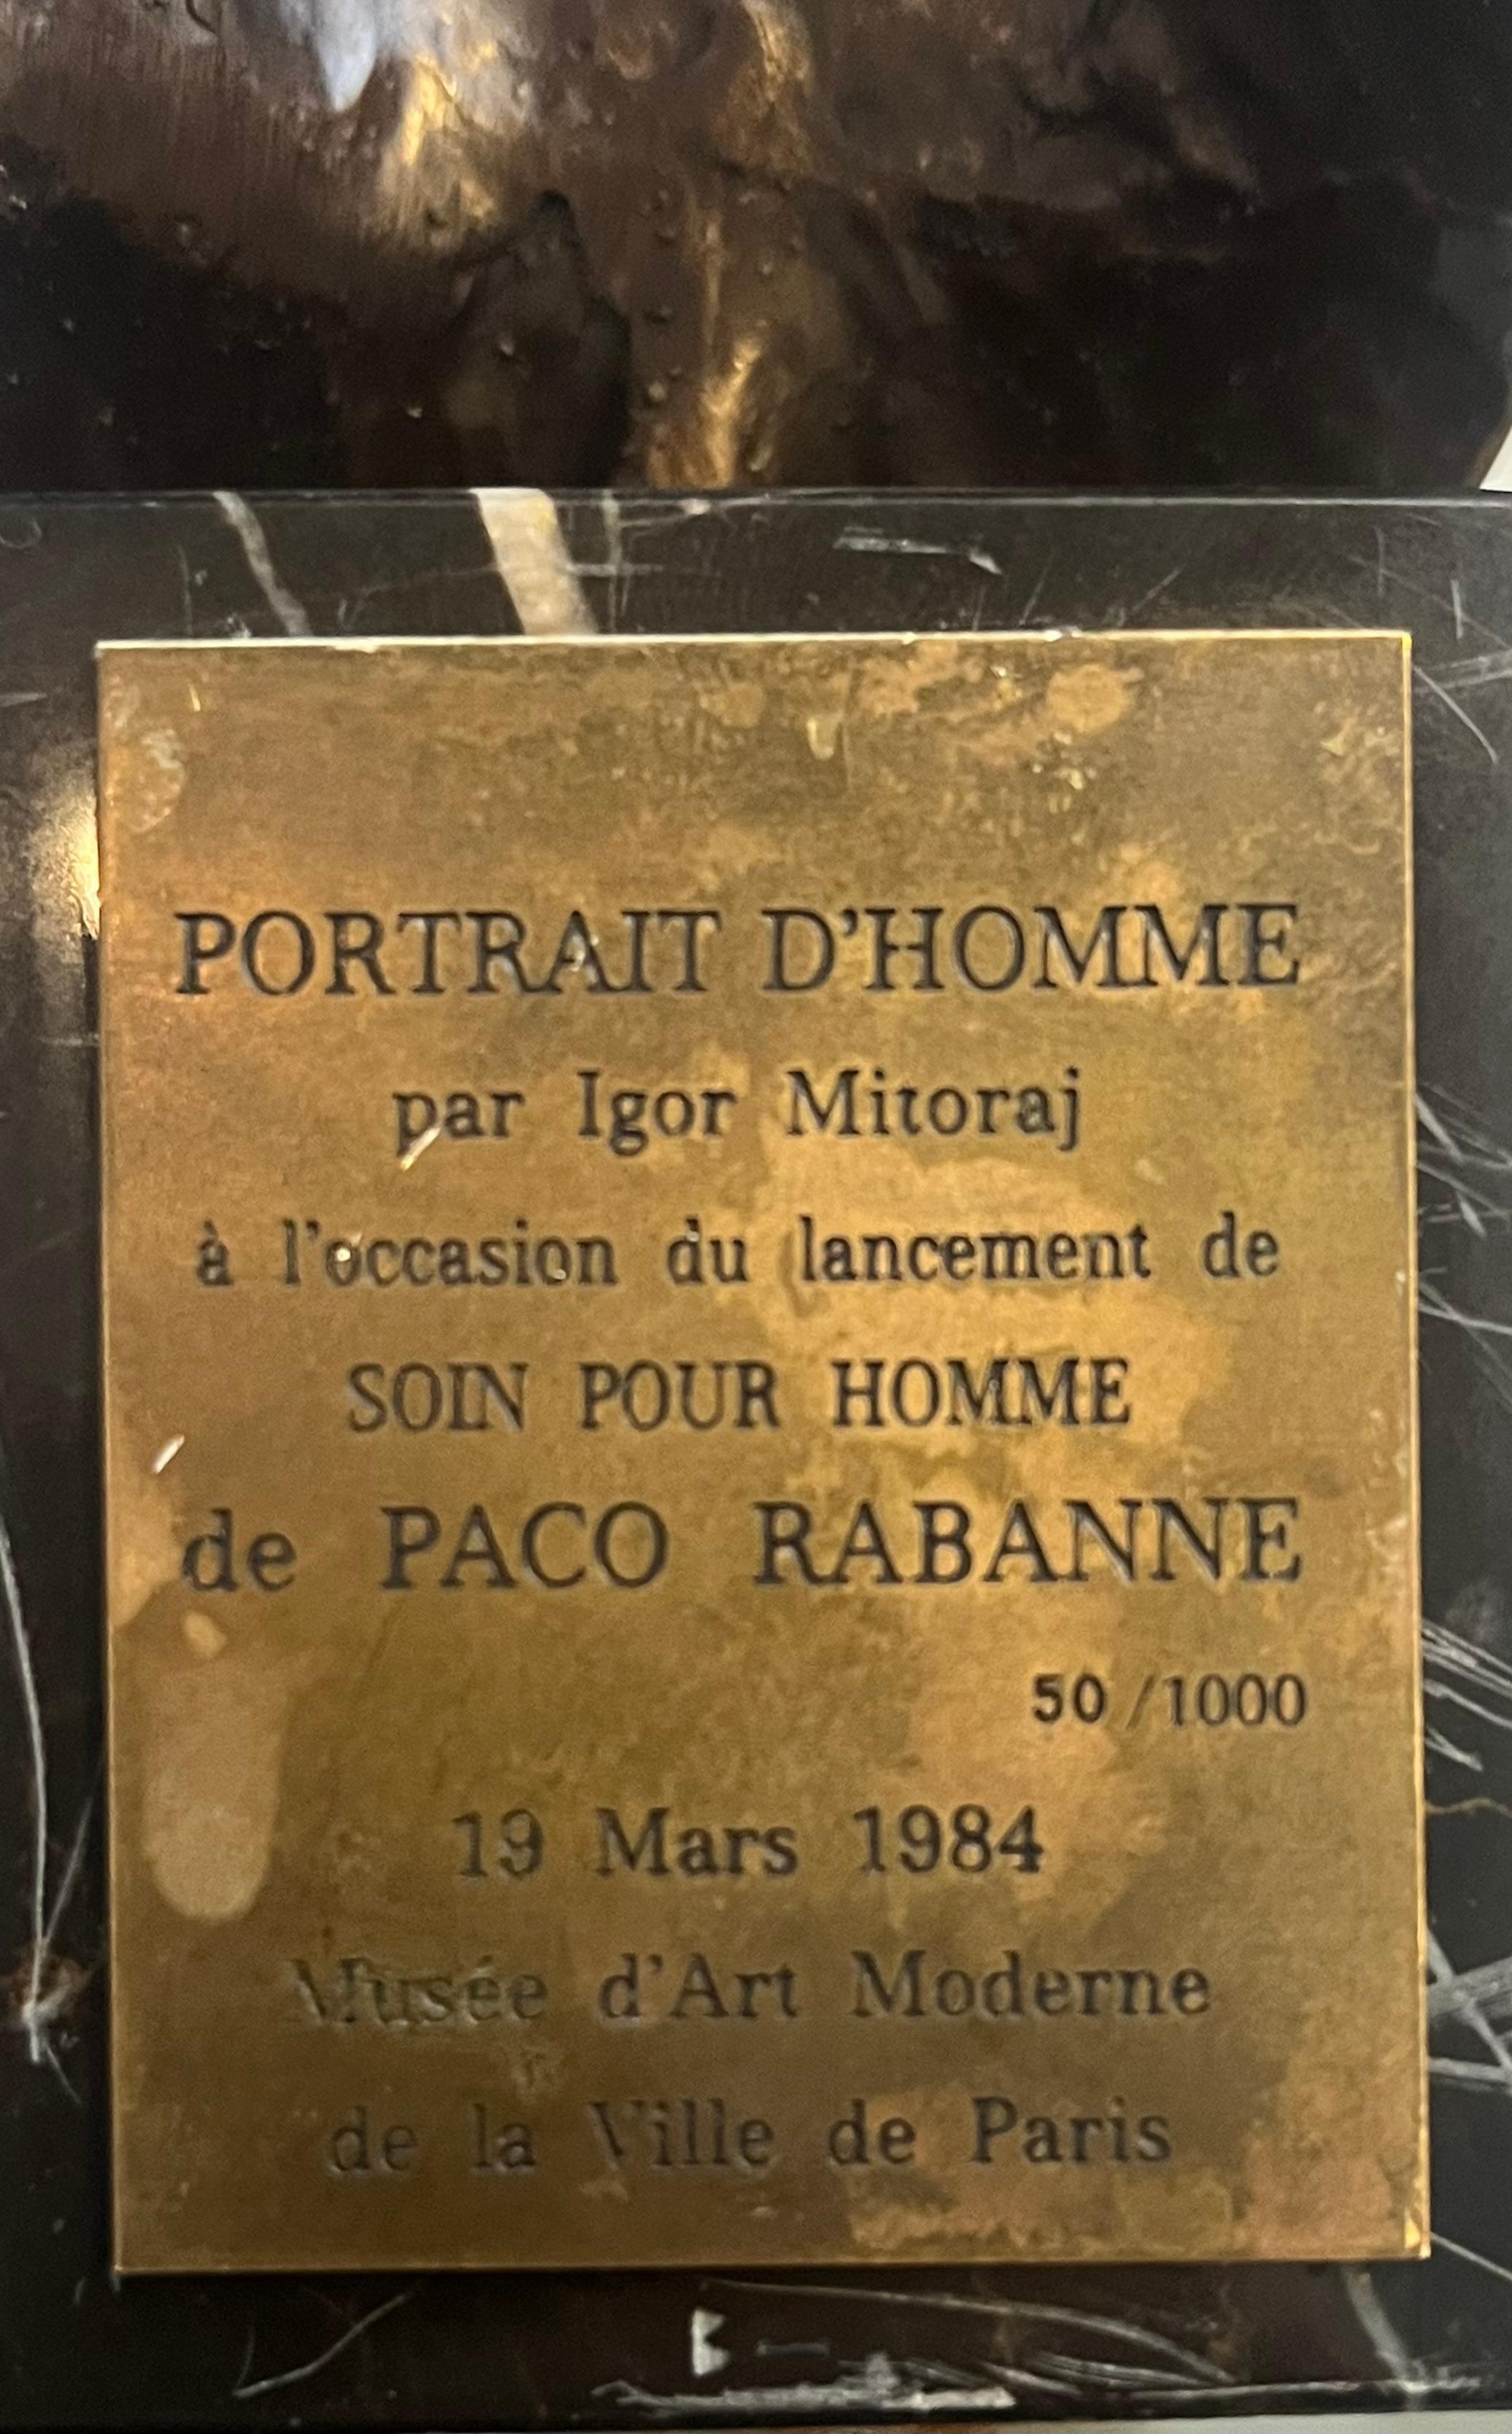 PORTRAIT D'HOMME
par Igor Mitoraj
à l'occasion du lancement de
SOIN POUR HOMME
de PACO RABANNE
50/1000
19 Mars 1984
Musée d'Art Moderne
de la Ville de Paris